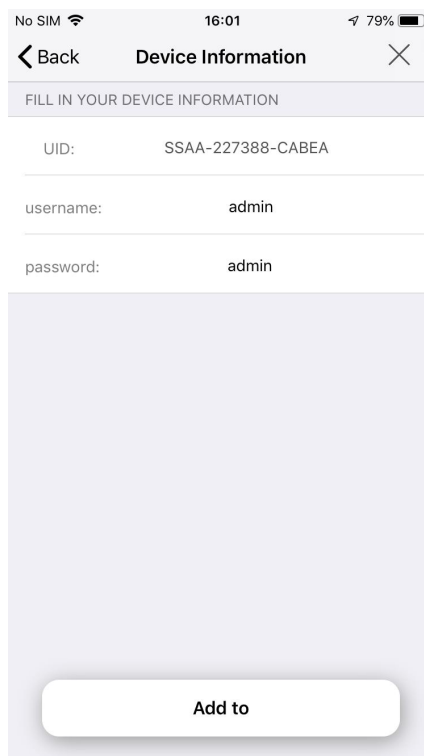 No SIM 16:01 79%
Back Device Information
FILL IN YOUR DEVICE INFORMATION
UID: SSAA-227388-CABEA
username: admin
password: admin
Add to